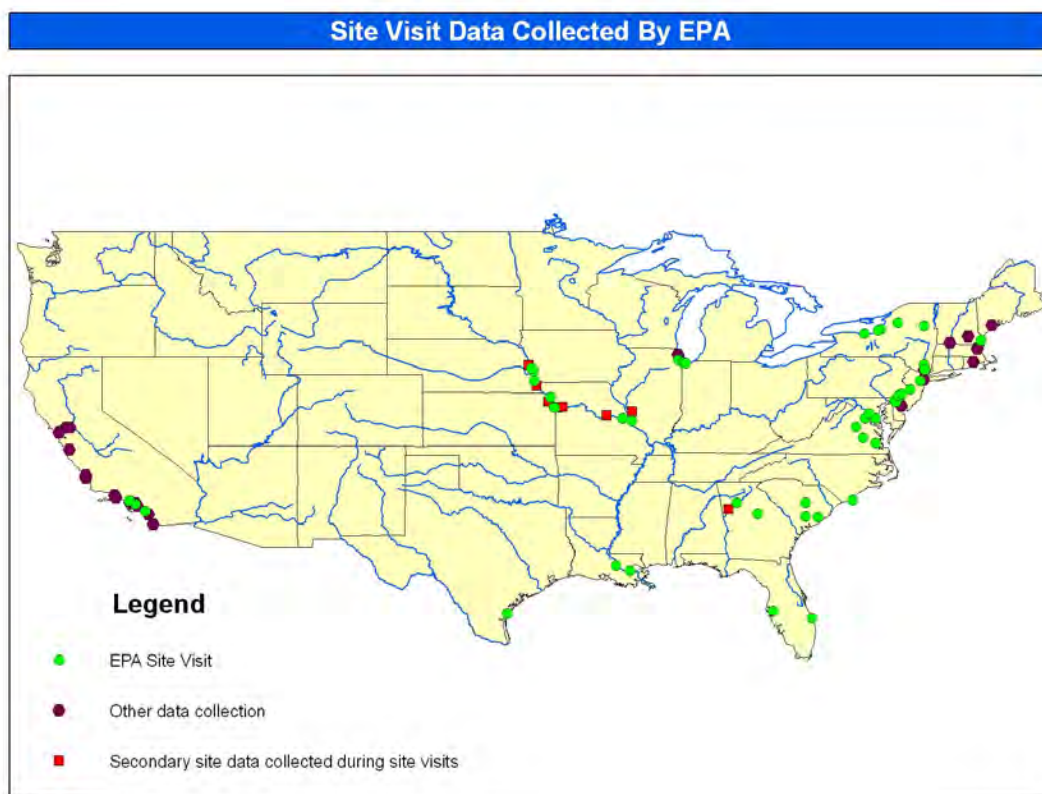 Site Visit Data Collected By EPA
Legend
EPA Site Visit
Other data collection
Secondary site data collected during site visits